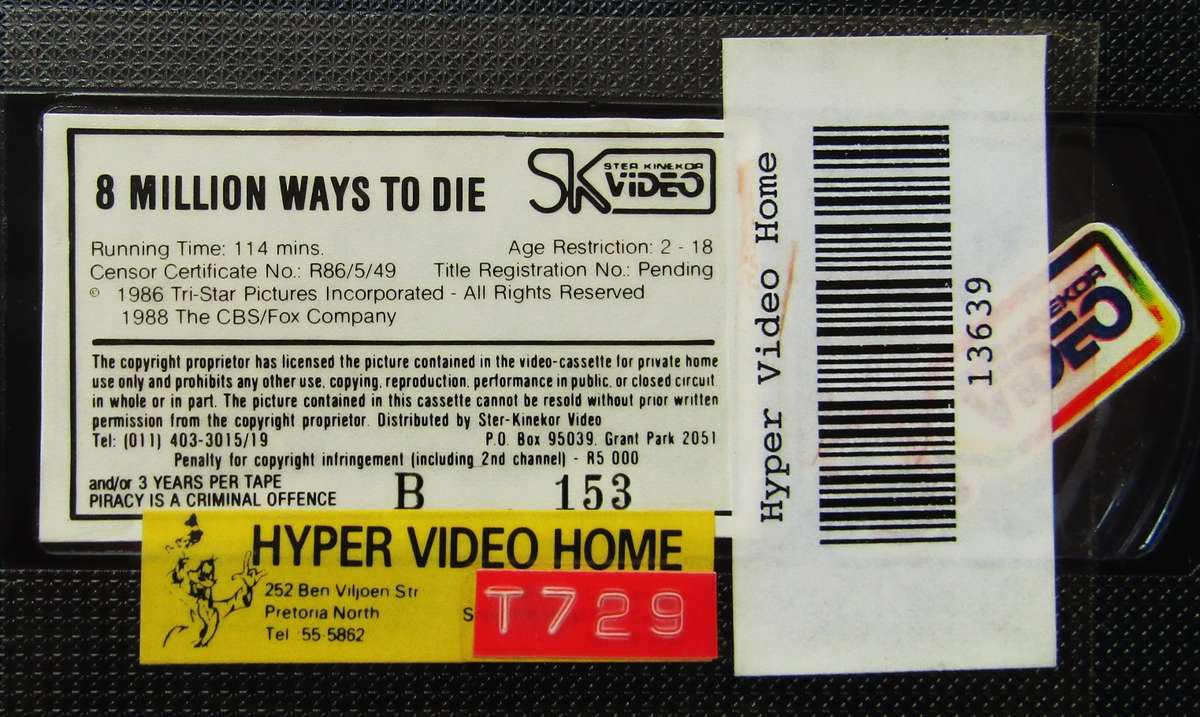 8 MILLION WAYS TO DIE
SK STER KINEKOR
VIDEO
Running Time: 114 mins. Age Restriction: 2 - 18
Censor Certificate No.: R86/5/49 Title Registration No.: Pending
© 1986 Tri-Star Pictures Incorporated - All Rights Reserved
1988 The CBS/Fox Company
The copyright proprietor has licensed the picture contained in the video-cassette for private home
use only and prohibits any other use, copying, reproduction, performance in public, or closed circuit,
in whole or in part. The picture contained in this cassette cannot be resold without prior written
permission from the copyright proprietor. Distributed by Ster-Kinekor Video
Tel: (011) 403-3015/19 P.O. Box 95039, Grant Park 2051
Penalty for copyright infringement (including 2nd channel) - R5 000
and/or 3 YEARS PER TAPE
PIRACY IS A CRIMINAL OFFENCE B 153
HYPER VIDEO HOME
252 Ben Viljoen Str
Pretoria North
Tel 55-5862
T729
Hyper Video Home
13639
EKOR
DEO